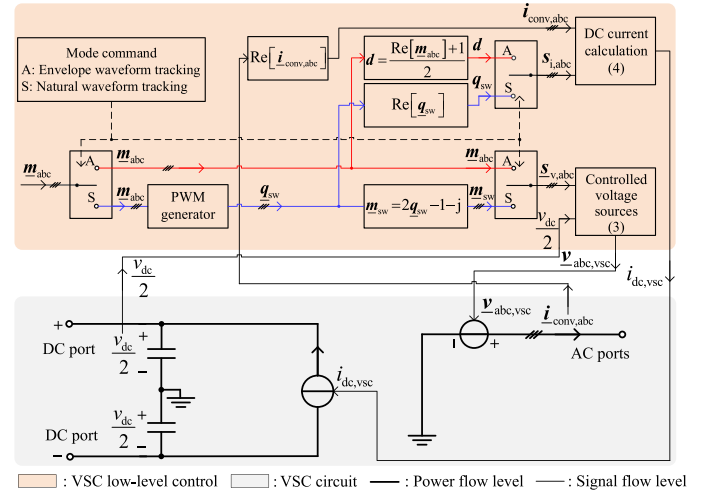 i_conv,abc
Mode command
A: Envelope waveform tracking
S: Natural waveform tracking
Re[i_conv,abc]
d = (Re[m_abc]+1)/2
d
A
s_i,abc
DC current
calculation
(4)
Re[q_sw]
q_sw
S
m_abc
A
m_abc
m_abc
A
s_v,abc
S
m_abc
PWM
generator
q_sw
m_sw = 2q_sw −1−j
m_sw
S
v_dc/2
Controlled
voltage
sources
(3)
v_dc/2
v_abc,vsc
i_dc,vsc
+
DC port
v_dc/2
+
−
v_abc,vsc
i_conv,abc
−
+
AC ports
i_dc,vsc
DC port
v_dc/2
+
−
−
: VSC low-level control
: VSC circuit
: Power flow level
: Signal flow level